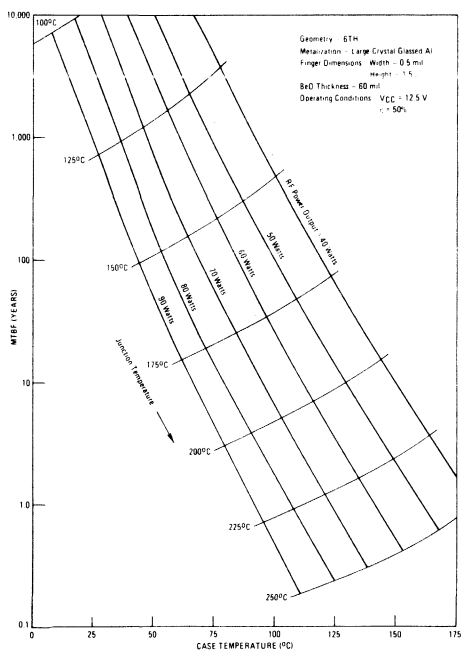 Geometry - 6TH
Metalization - Large Crystal Glassed Al
Finger Dimensions Width - 0.5 mil
Height - 1.5
BeO Thickness - 60 mil
Operating Conditions VCC = 12.5 V
= 50%
10,000
1,000
100
10
1.0
0.1
MTBF (YEARS)
100°C
125°C
150°C
175°C
200°C
225°C
250°C
RF Power Output - 40 Watts
50 Watts
60 Watts
70 Watts
80 Watts
90 Watts
Junction Temperature
0
25
50
75
100
125
150
175
CASE TEMPERATURE (°C)